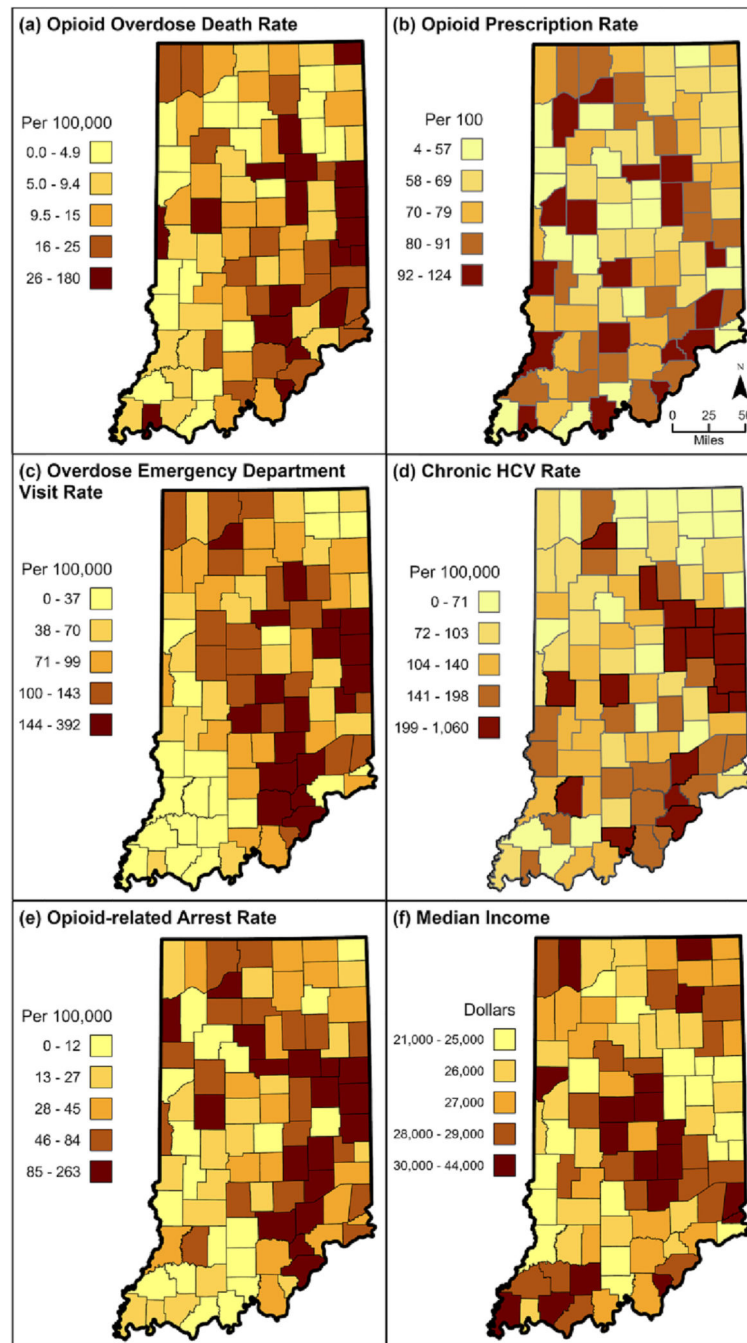 (a) Opioid Overdose Death Rate
Per 100,000
0.0 - 4.9
5.0 - 9.4
9.5 - 15
16 - 25
26 - 180
(b) Opioid Prescription Rate
Per 100
4 - 57
58 - 69
70 - 79
80 - 91
92 - 124
N
0 25 50
Miles
(c) Overdose Emergency Department
Visit Rate
Per 100,000
0 - 37
38 - 70
71 - 99
100 - 143
144 - 392
(d) Chronic HCV Rate
Per 100,000
0 - 71
72 - 103
104 - 140
141 - 198
199 - 1,060
(e) Opioid-related Arrest Rate
Per 100,000
0 - 12
13 - 27
28 - 45
46 - 84
85 - 263
(f) Median Income
Dollars
21,000 - 25,000
26,000
27,000
28,000 - 29,000
30,000 - 44,000